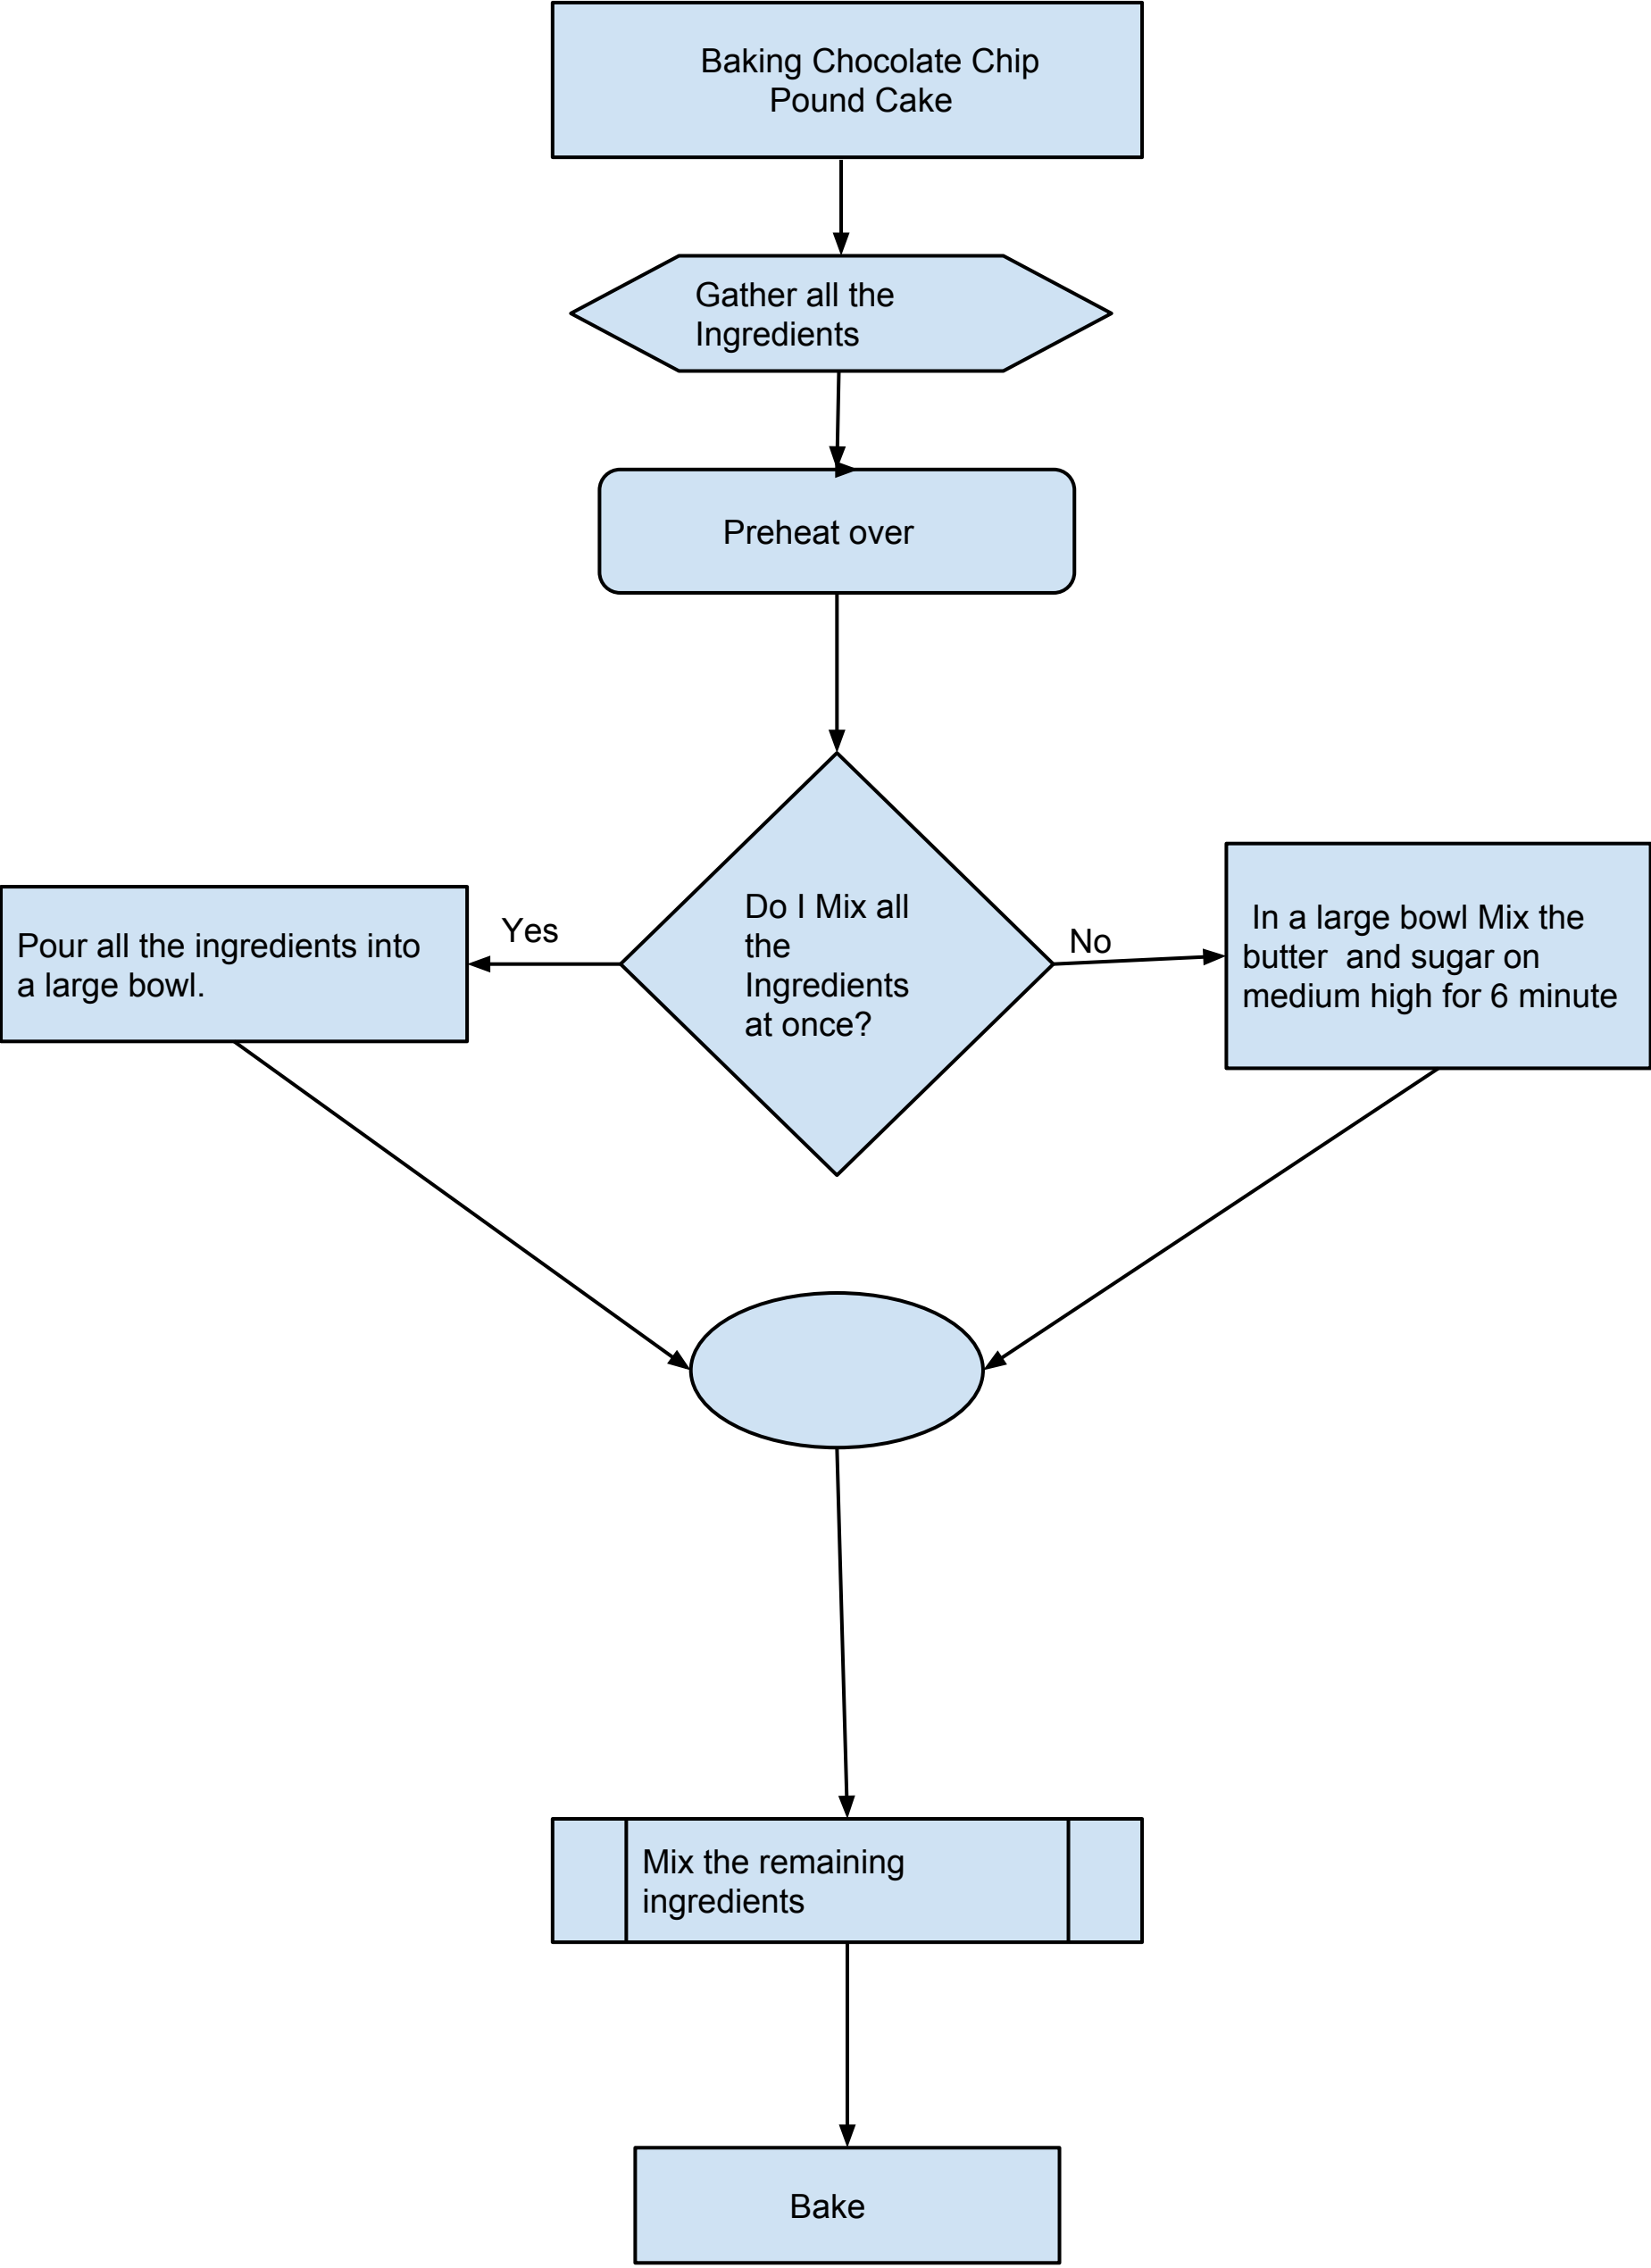 Baking Chocolate Chip
Pound Cake
Gather all the
Ingredients
Preheat over
Do I Mix all
the
Ingredients
at once?
Yes
No
Pour all the ingredients into
a large bowl.
In a large bowl Mix the
butter  and sugar on
medium high for 6 minute
Mix the remaining
ingredients
Bake